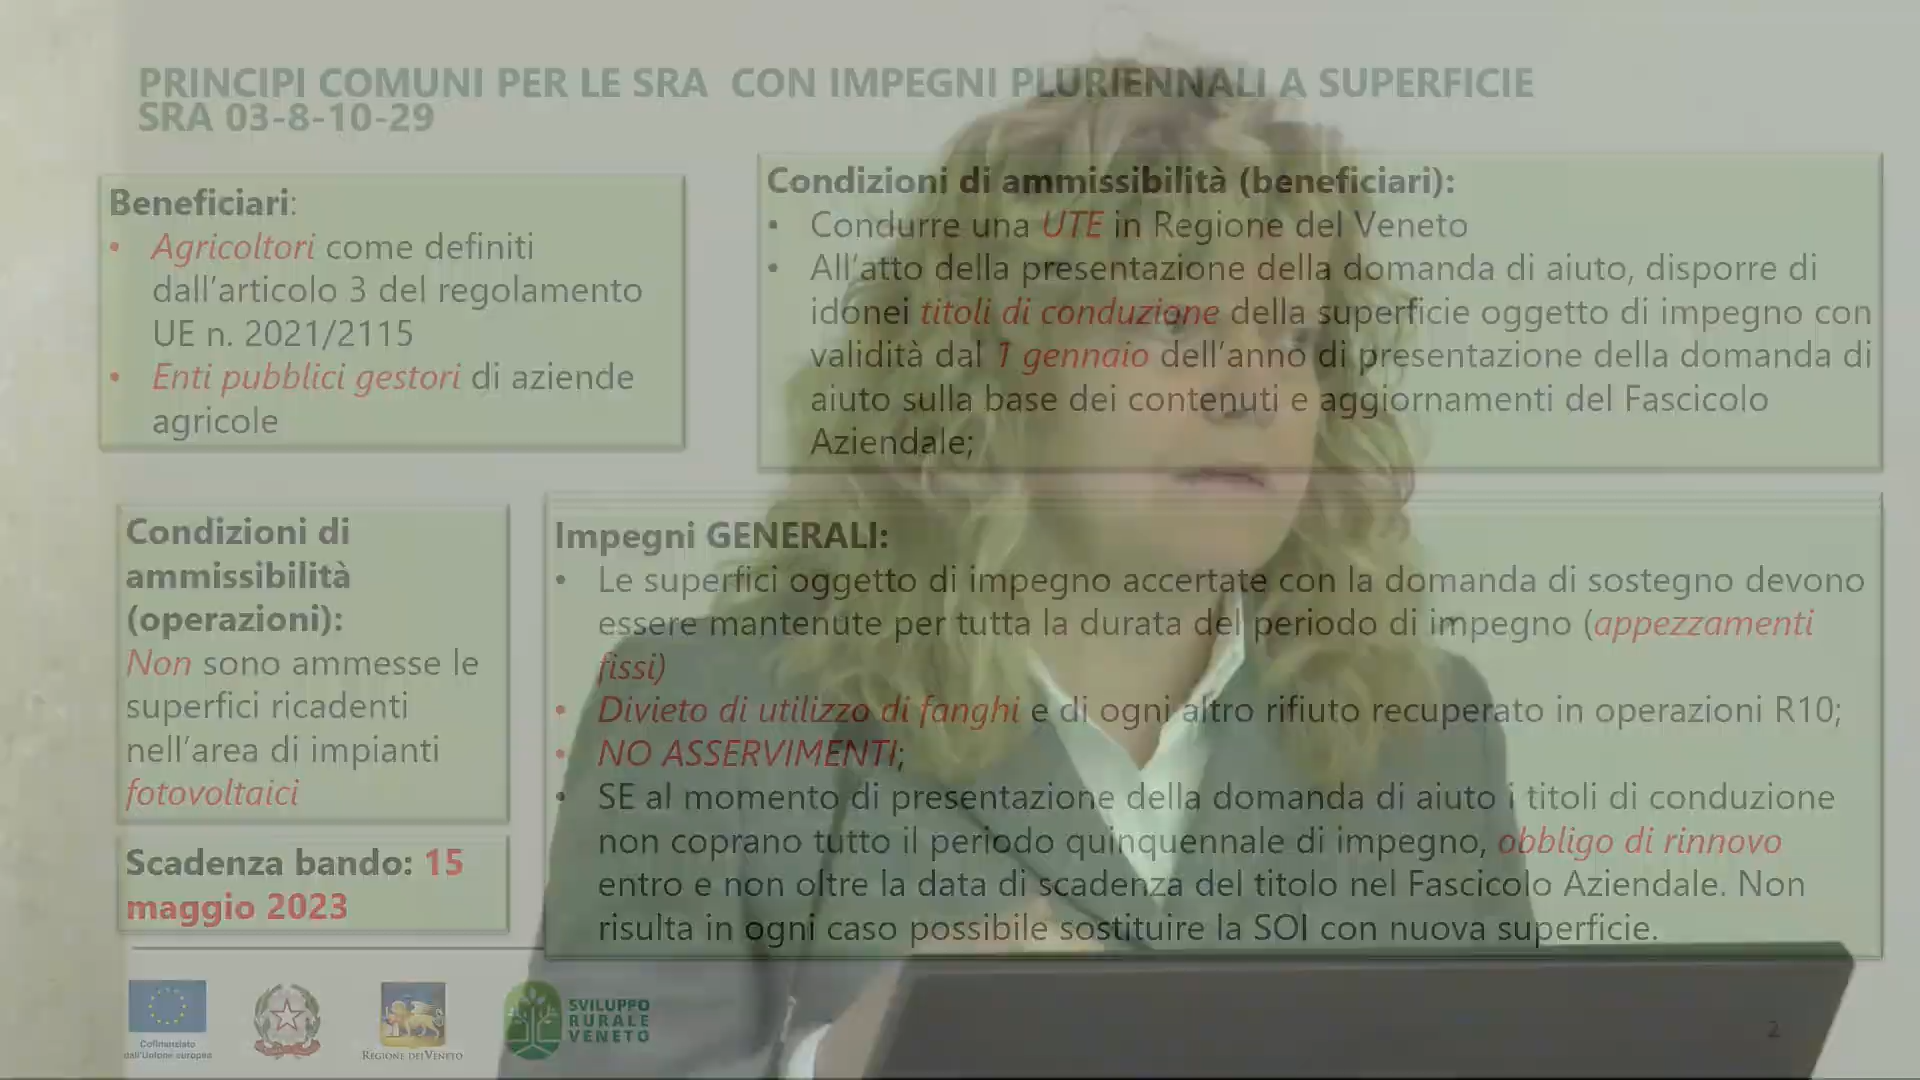 PRINCIPI COMUNI PER LE SRA CON IMPEGNI PLURIENNALI A SUPERFICIE
SRA 03-8-10-29
Beneficiari:
• Agricoltori come definiti
dall'articolo 3 del regolamento
UE n. 2021/2115
• Enti pubblici gestori di aziende
agricole
Condizioni di ammissibilità (beneficiari):
• Condurre una UTE in Regione del Veneto
• All'atto della presentazione della domanda di aiuto, disporre di
idonei titoli di conduzione della superficie oggetto di impegno con
validità dal 1 gennaio dell'anno di presentazione della domanda di
aiuto sulla base dei contenuti e aggiornamenti del Fascicolo
Aziendale;
Condizioni di
ammissibilità
(operazioni):
Non sono ammesse le
superfici ricadenti
nell'area di impianti
fotovoltaici
Scadenza bando: 15
maggio 2023
Impegni GENERALI:
• Le superfici oggetto di impegno accertate con la domanda di sostegno devono
essere mantenute per tutta la durata del periodo di impegno (appezzamenti
fissi)
• Divieto di utilizzo di fanghi e di ogni altro rifiuto recuperato in operazioni R10;
• NO ASSERVIMENTI;
• SE al momento di presentazione della domanda di aiuto i titoli di conduzione
non coprano tutto il periodo quinquennale di impegno, obbligo di rinnovo
entro e non oltre la data di scadenza del titolo nel Fascicolo Aziendale. Non
risulta in ogni caso possibile sostituire la SOI con nuova superficie.
Cofinanziato
dall'Unione europea
REGIONE DEL VENETO
SVILUPPO
RURALE
VENETO
2